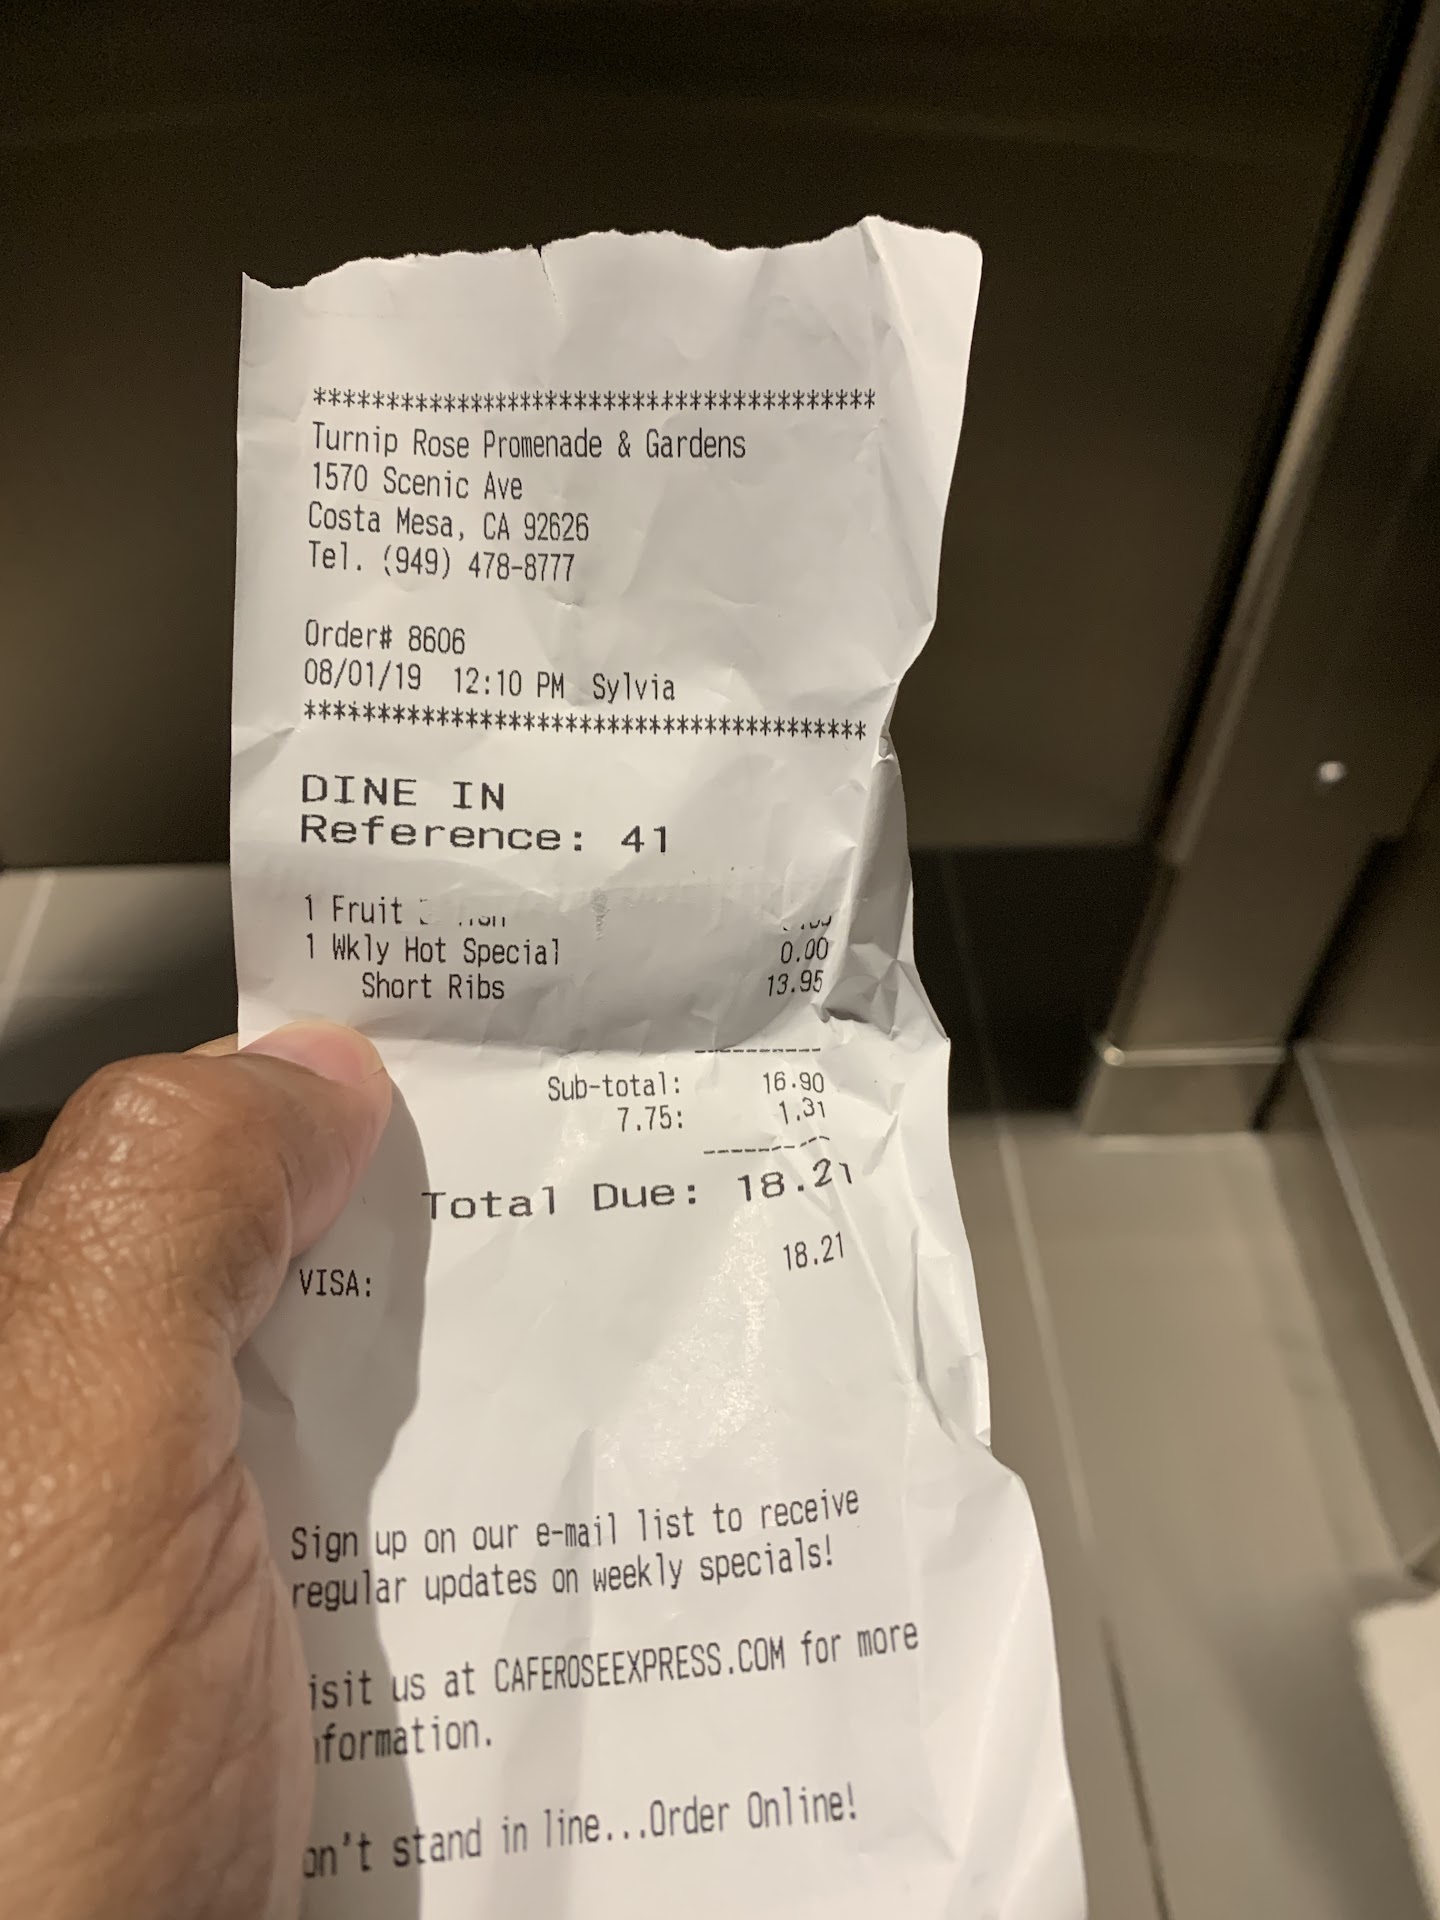 ***************************************
Turnip Rose Promenade & Gardens
1570 Scenic Ave
Costa Mesa, CA 92626
Tel. (949) 478-8777
Order# 8606
08/01/19 12:10 PM Sylvia
***************************************
DINE IN
Reference: 41
1 Fruit
1 Wkly Hot Special 0.00
Short Ribs 13.95
----------
Sub-total: 16.90
7.75: 1.31
----------
Total Due: 18.21
VISA: 18.21
Sign up on our e-mail list to receive
regular updates on weekly specials!
isit us at CAFEROSEEXPRESS.COM for more
nformation.
on't stand in line...Order Online!